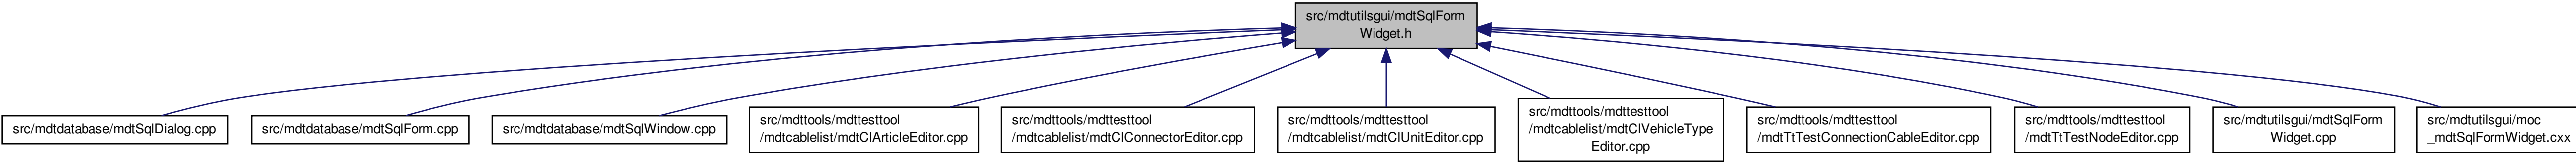 src/mdtutilsgui/mdtSqlForm
Widget.h
src/mdtdatabase/mdtSqlDialog.cpp
src/mdtdatabase/mdtSqlForm.cpp
src/mdtdatabase/mdtSqlWindow.cpp
src/mdttools/mdttesttool
/mdtcablelist/mdtClArticleEditor.cpp
src/mdttools/mdttesttool
/mdtcablelist/mdtClConnectorEditor.cpp
src/mdttools/mdttesttool
/mdtcablelist/mdtClUnitEditor.cpp
src/mdttools/mdttesttool
/mdtcablelist/mdtClVehicleType
Editor.cpp
src/mdttools/mdttesttool
/mdtTtTestConnectionCableEditor.cpp
src/mdttools/mdttesttool
/mdtTtTestNodeEditor.cpp
src/mdtutilsgui/mdtSqlForm
Widget.cpp
src/mdtutilsgui/moc
_mdtSqlFormWidget.cxx